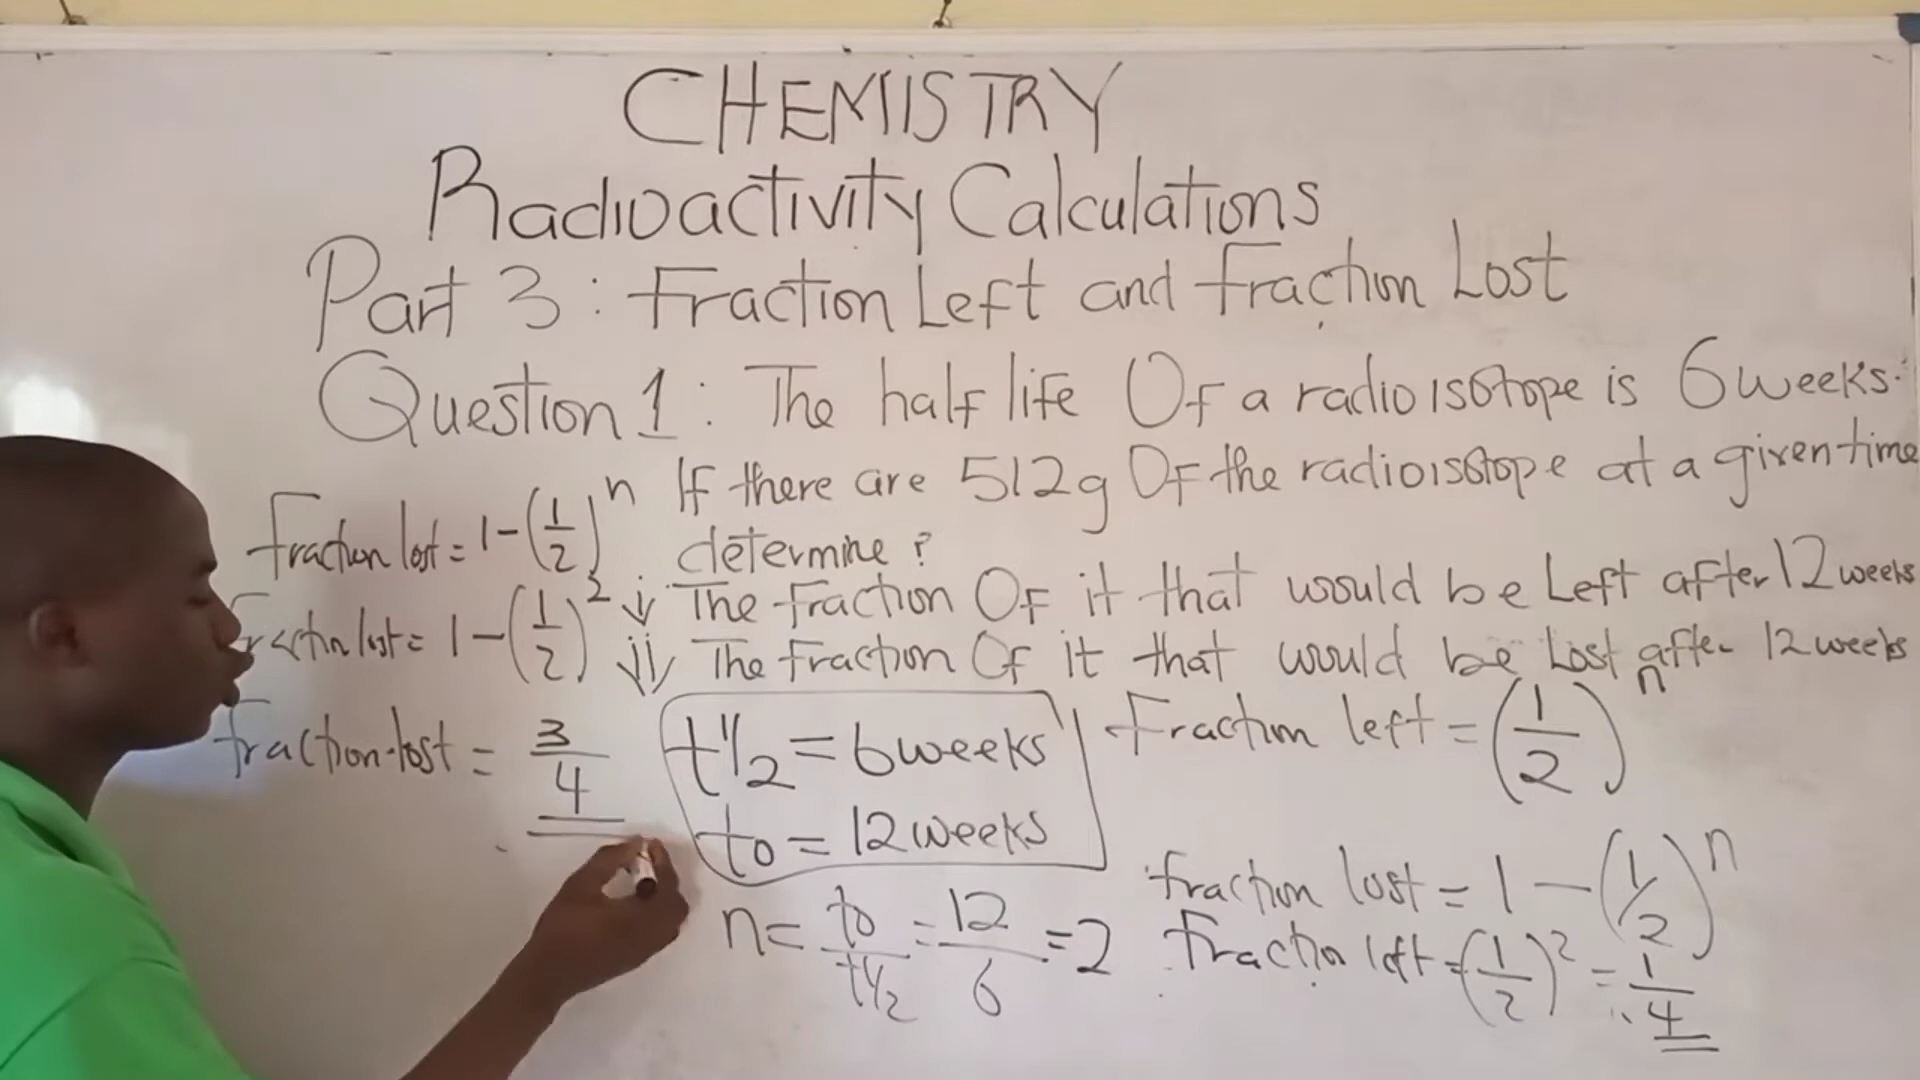 CHEMISTRY
Radioactivity Calculations
Part 3: Fraction Left and Fraction Lost
Question 1: The half life Of a radioisotope is 6 weeks.
If there are 512g Of the radioisotope at a given time
determine?
i The fraction Of it that would be Left after 12 weeks
ii The fraction Of it that would be Lost after 12 weeks
t1/2 = 6 weeks
to = 12 weeks
n = to/t1/2 = 12/6 = 2
Fraction left = (1/2)^n
fraction lost = 1 - (1/2)^n
Fraction left = (1/2)^2 = 1/4
Fraction lost = 1 - (1/2)^n
Fraction lost = 1 - (1/2)^2
fraction lost = 3/4